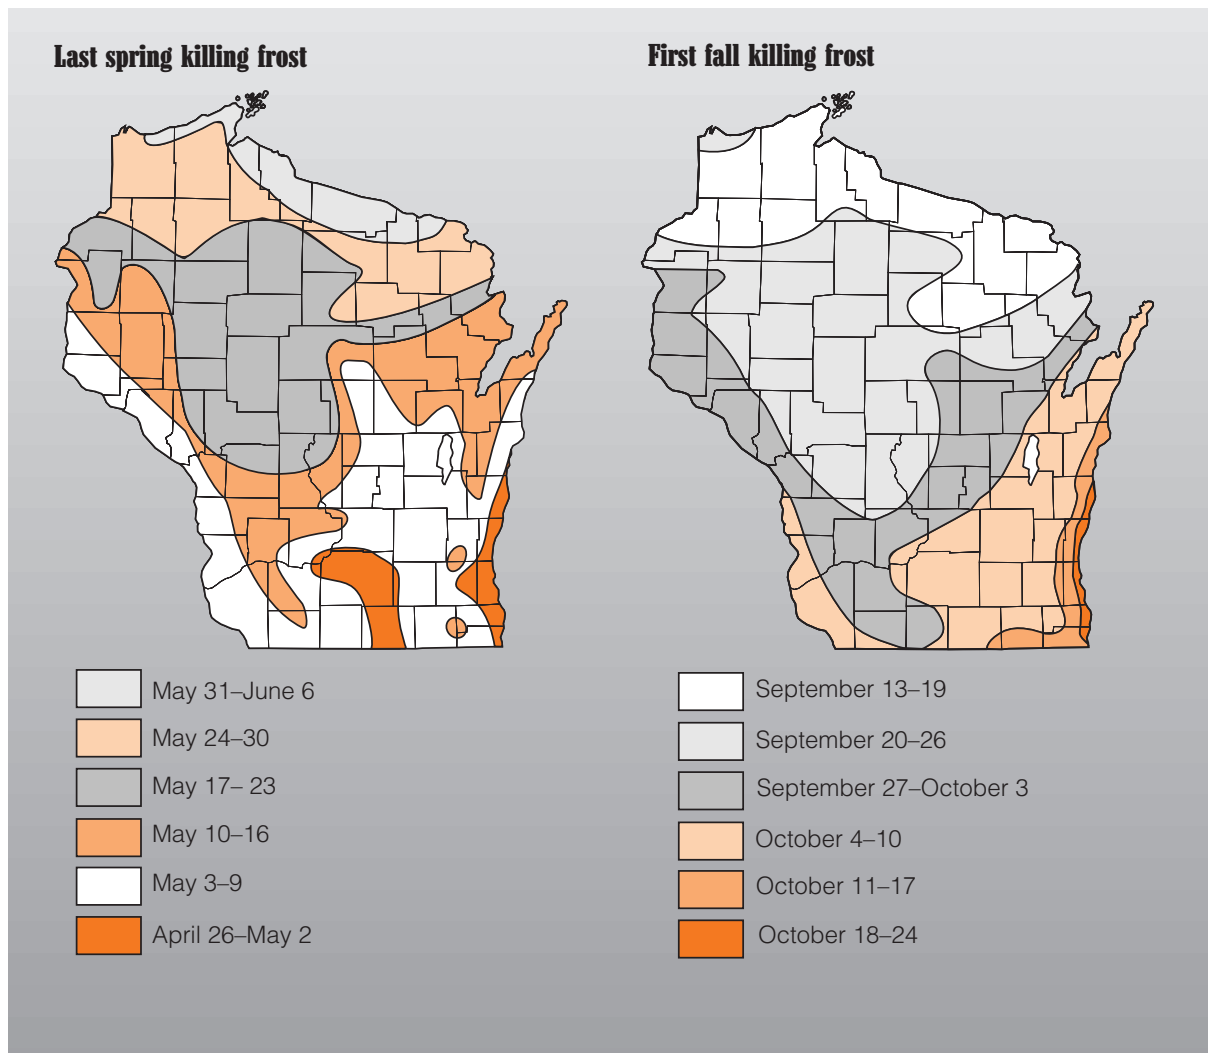 Last spring killing frost
First fall killing frost
May 31–June 6
May 24–30
May 17– 23
May 10–16
May 3–9
April 26–May 2
September 13–19
September 20–26
September 27–October 3
October 4–10
October 11–17
October 18–24